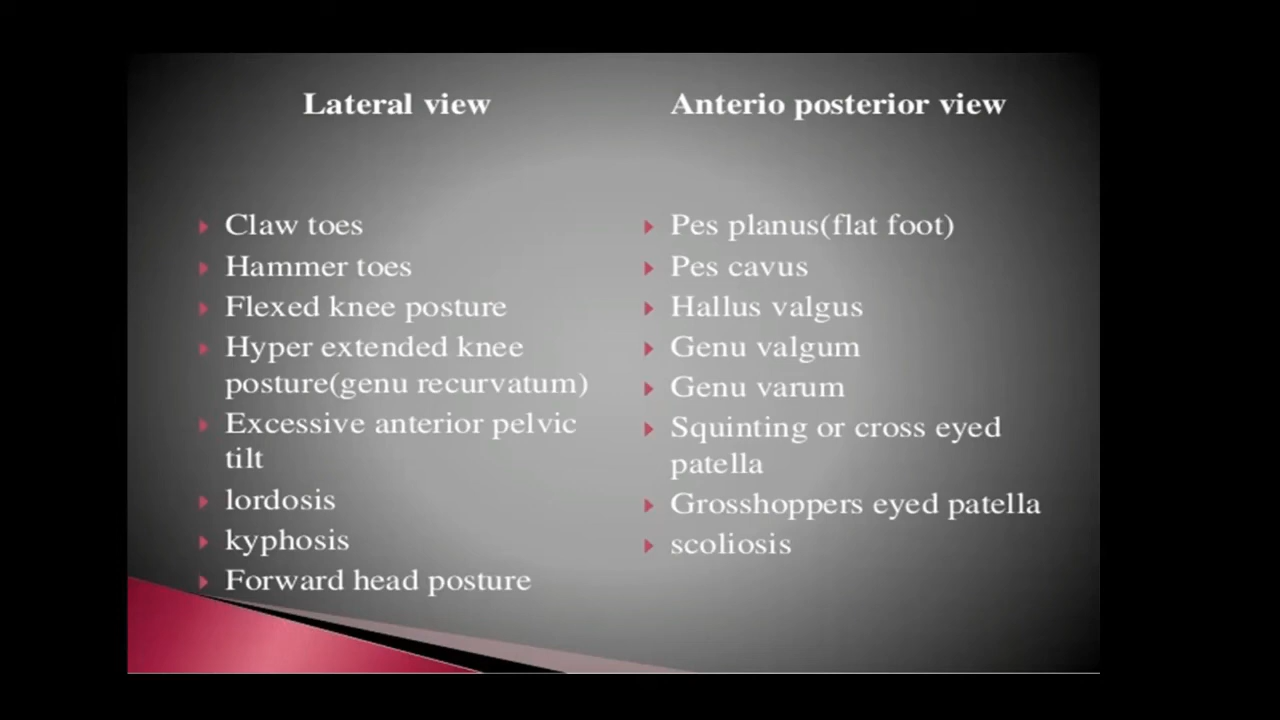 Lateral view
Claw toes
Hammer toes
Flexed knee posture
Hyper extended knee
posture(genu recurvatum)
Excessive anterior pelvic
tilt
lordosis
kyphosis
Forward head posture
Anterio posterior view
Pes planus(flat foot)
Pes cavus
Hallus valgus
Genu valgum
Genu varum
Squinting or cross eyed
patella
Grosshoppers eyed patella
scoliosis